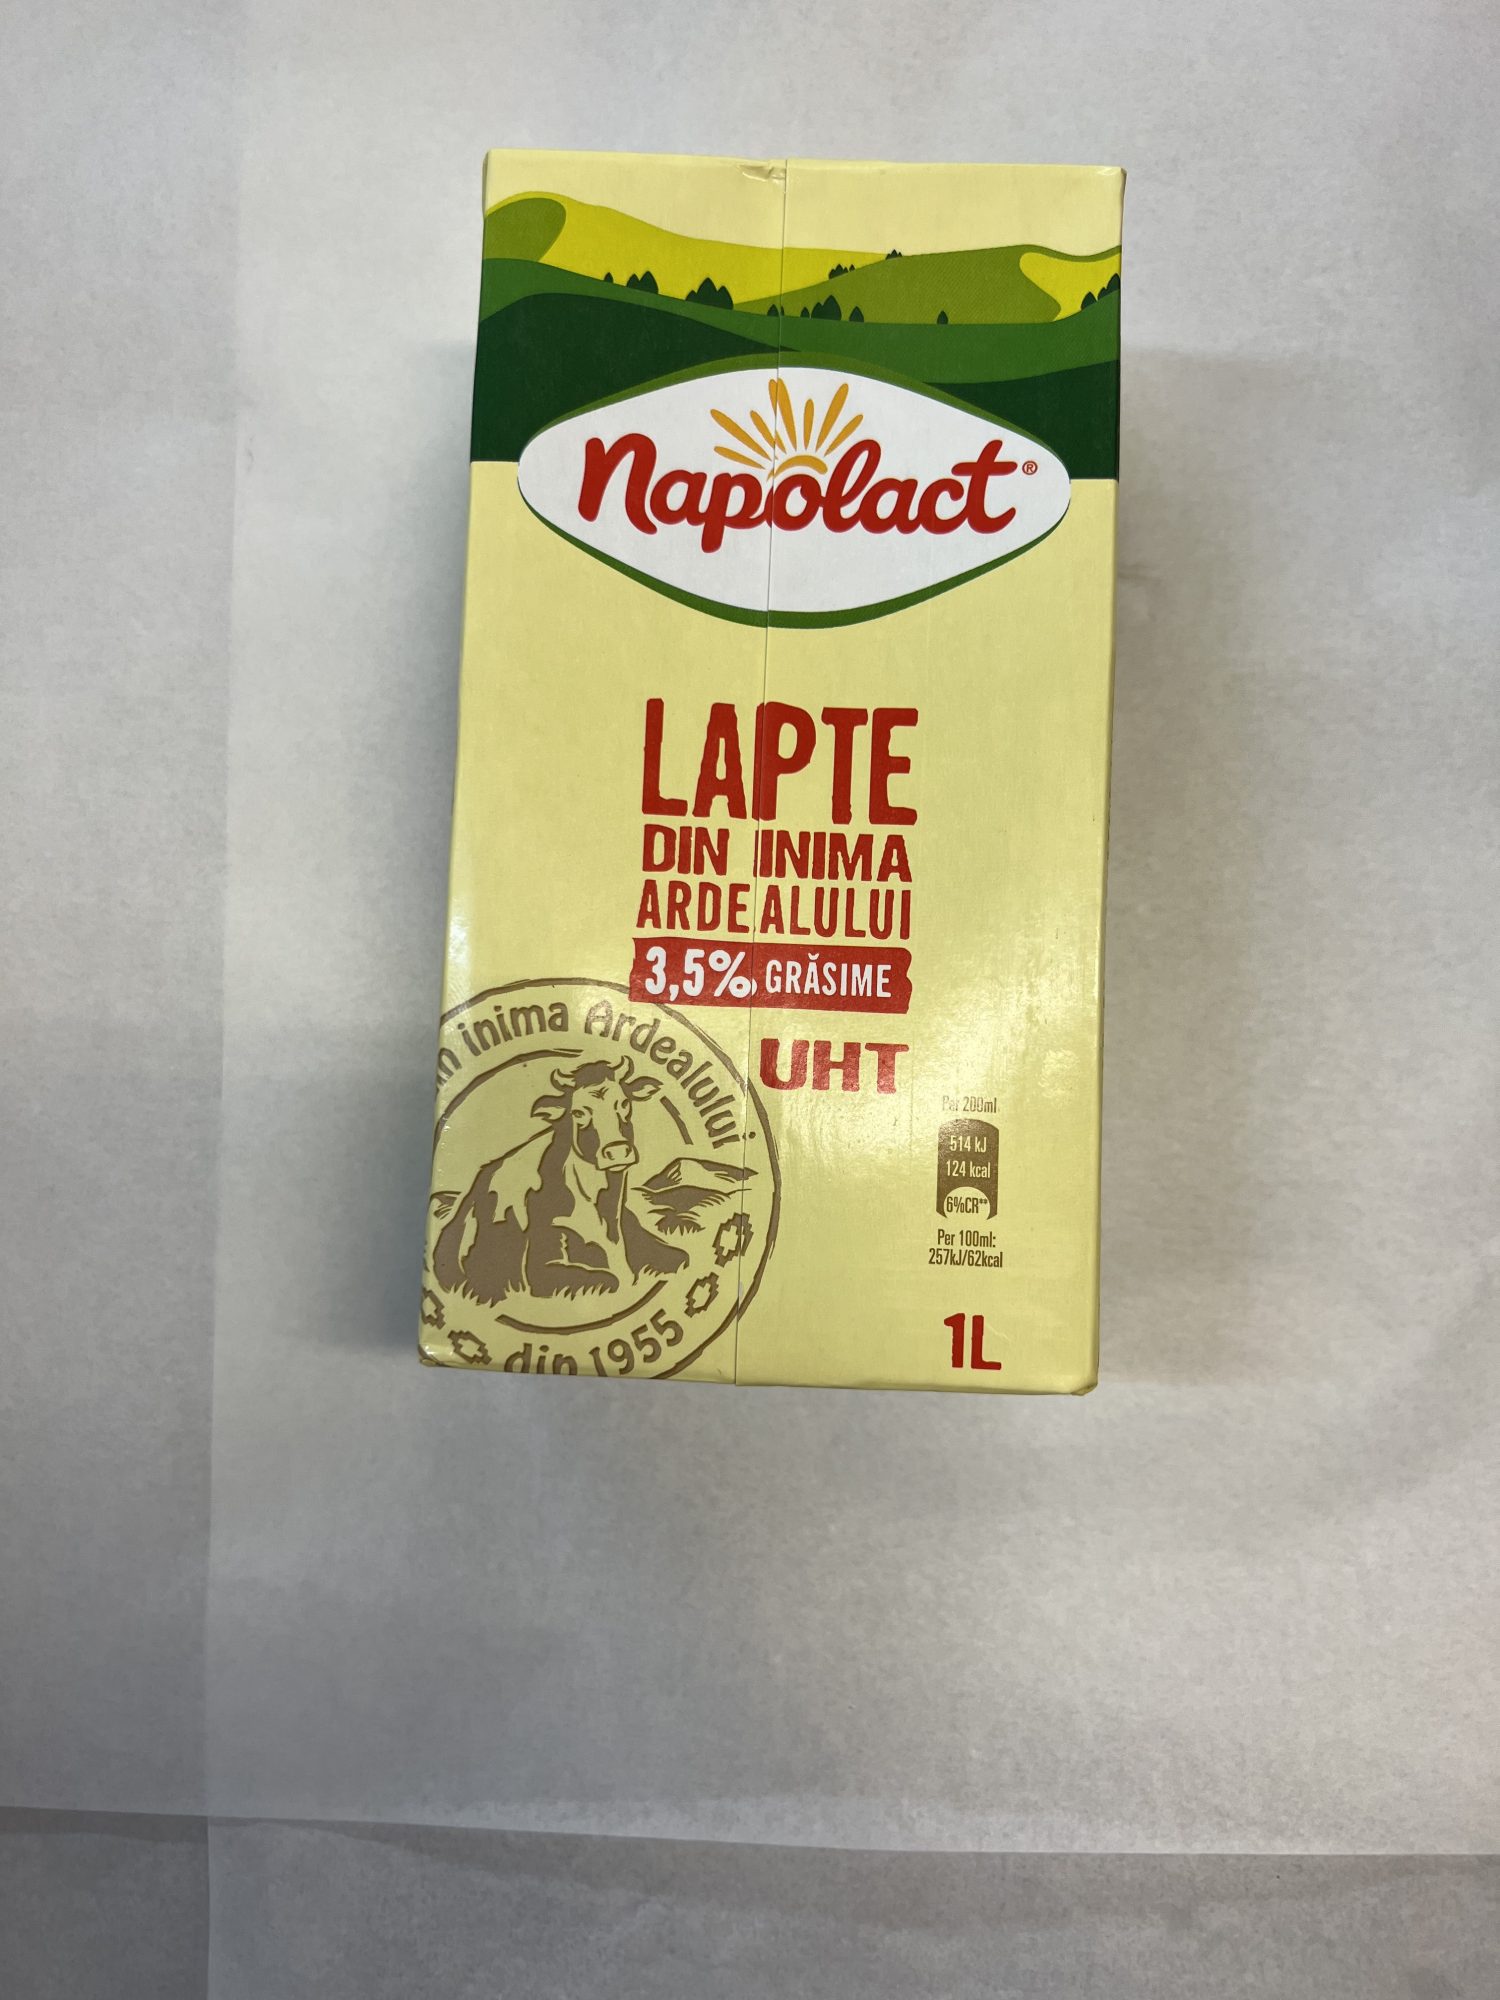 Napolact®
LAPTE
DIN INIMA
ARDEALULUI
3,5% GRĂSIME
UHT
inima Ardealului
din 1955
Per 200ml
514 kJ
124 kcal
6%CR**
Per 100ml:
257kJ/62kcal
1L